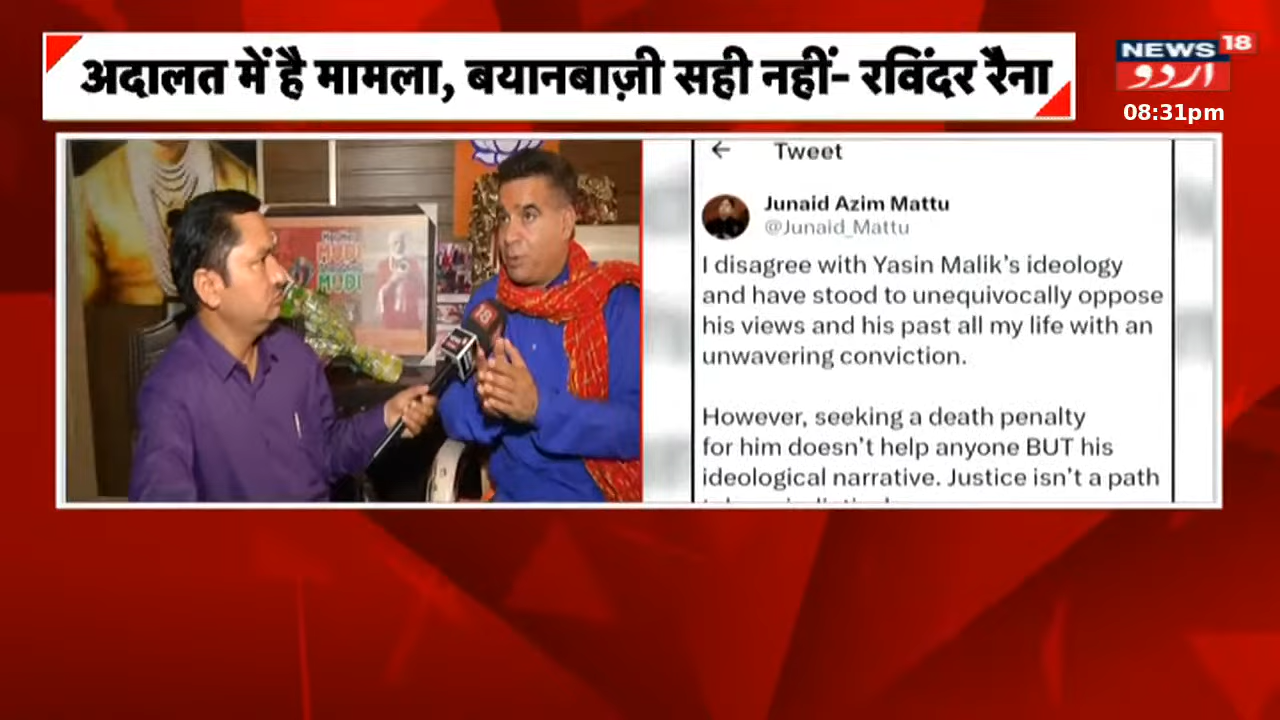 अदालत में है मामला, बयानबाज़ी सही नहीं- रविंदर रैना
NEWS 18
اردو
08:31pm
MODI
MODI
18
← Tweet
Junaid Azim Mattu
@Junaid_Mattu
I disagree with Yasin Malik's ideology
and have stood to unequivocally oppose
his views and his past all my life with an
unwavering conviction.
However, seeking a death penalty
for him doesn't help anyone BUT his
ideological narrative. Justice isn't a path